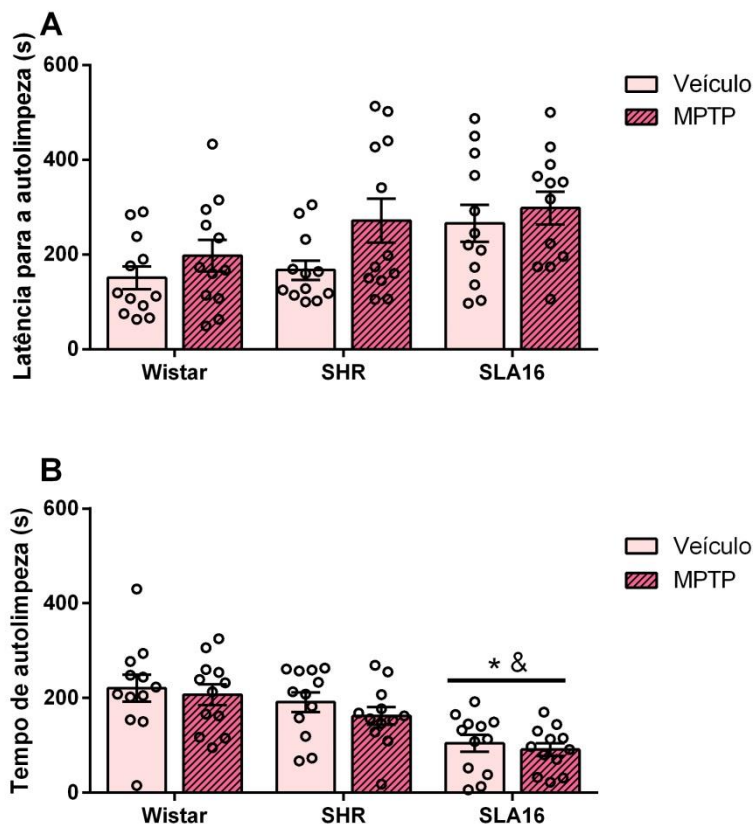 A
Latência para a autolimpeza (s)
600
400
200
0
Wistar
SHR
SLA16
Veículo
MPTP
B
Tempo de autolimpeza (s)
600
400
200
0
* &
Wistar
SHR
SLA16
Veículo
MPTP